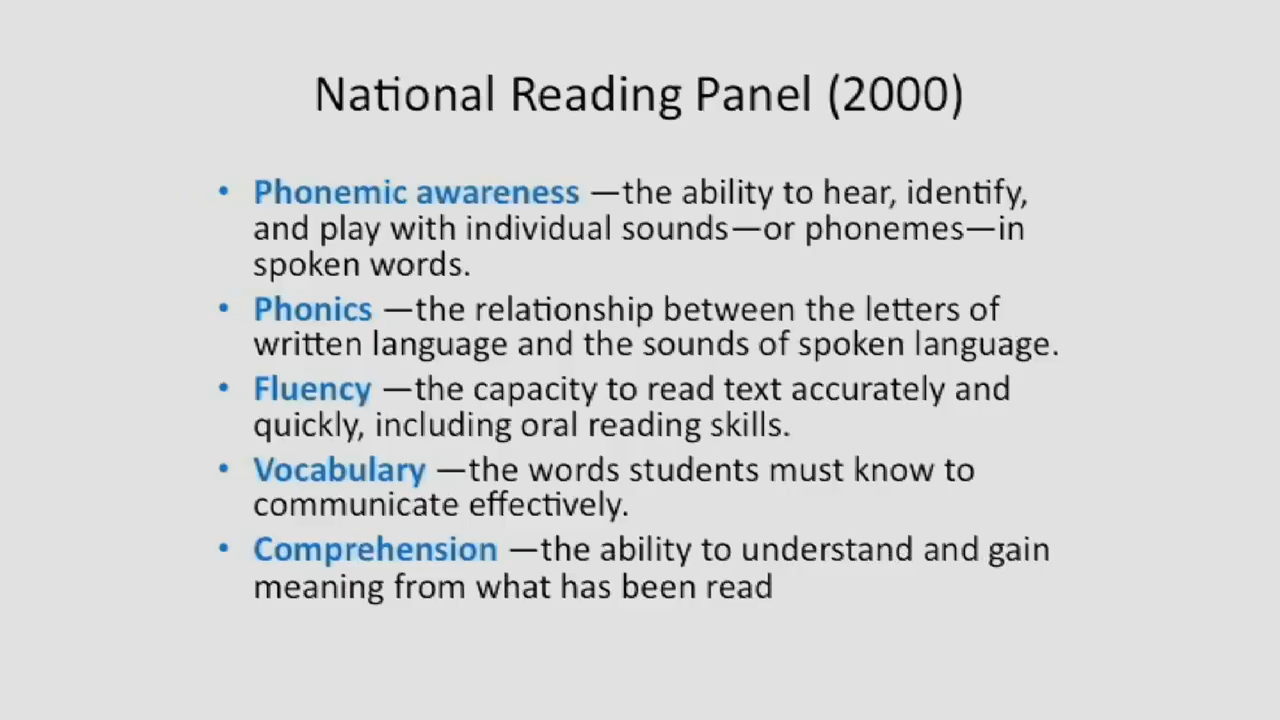 National Reading Panel (2000)
• Phonemic awareness —the ability to hear, identify,
and play with individual sounds—or phonemes—in
spoken words.
• Phonics —the relationship between the letters of
written language and the sounds of spoken language.
• Fluency —the capacity to read text accurately and
quickly, including oral reading skills.
• Vocabulary —the words students must know to
communicate effectively.
• Comprehension —the ability to understand and gain
meaning from what has been read